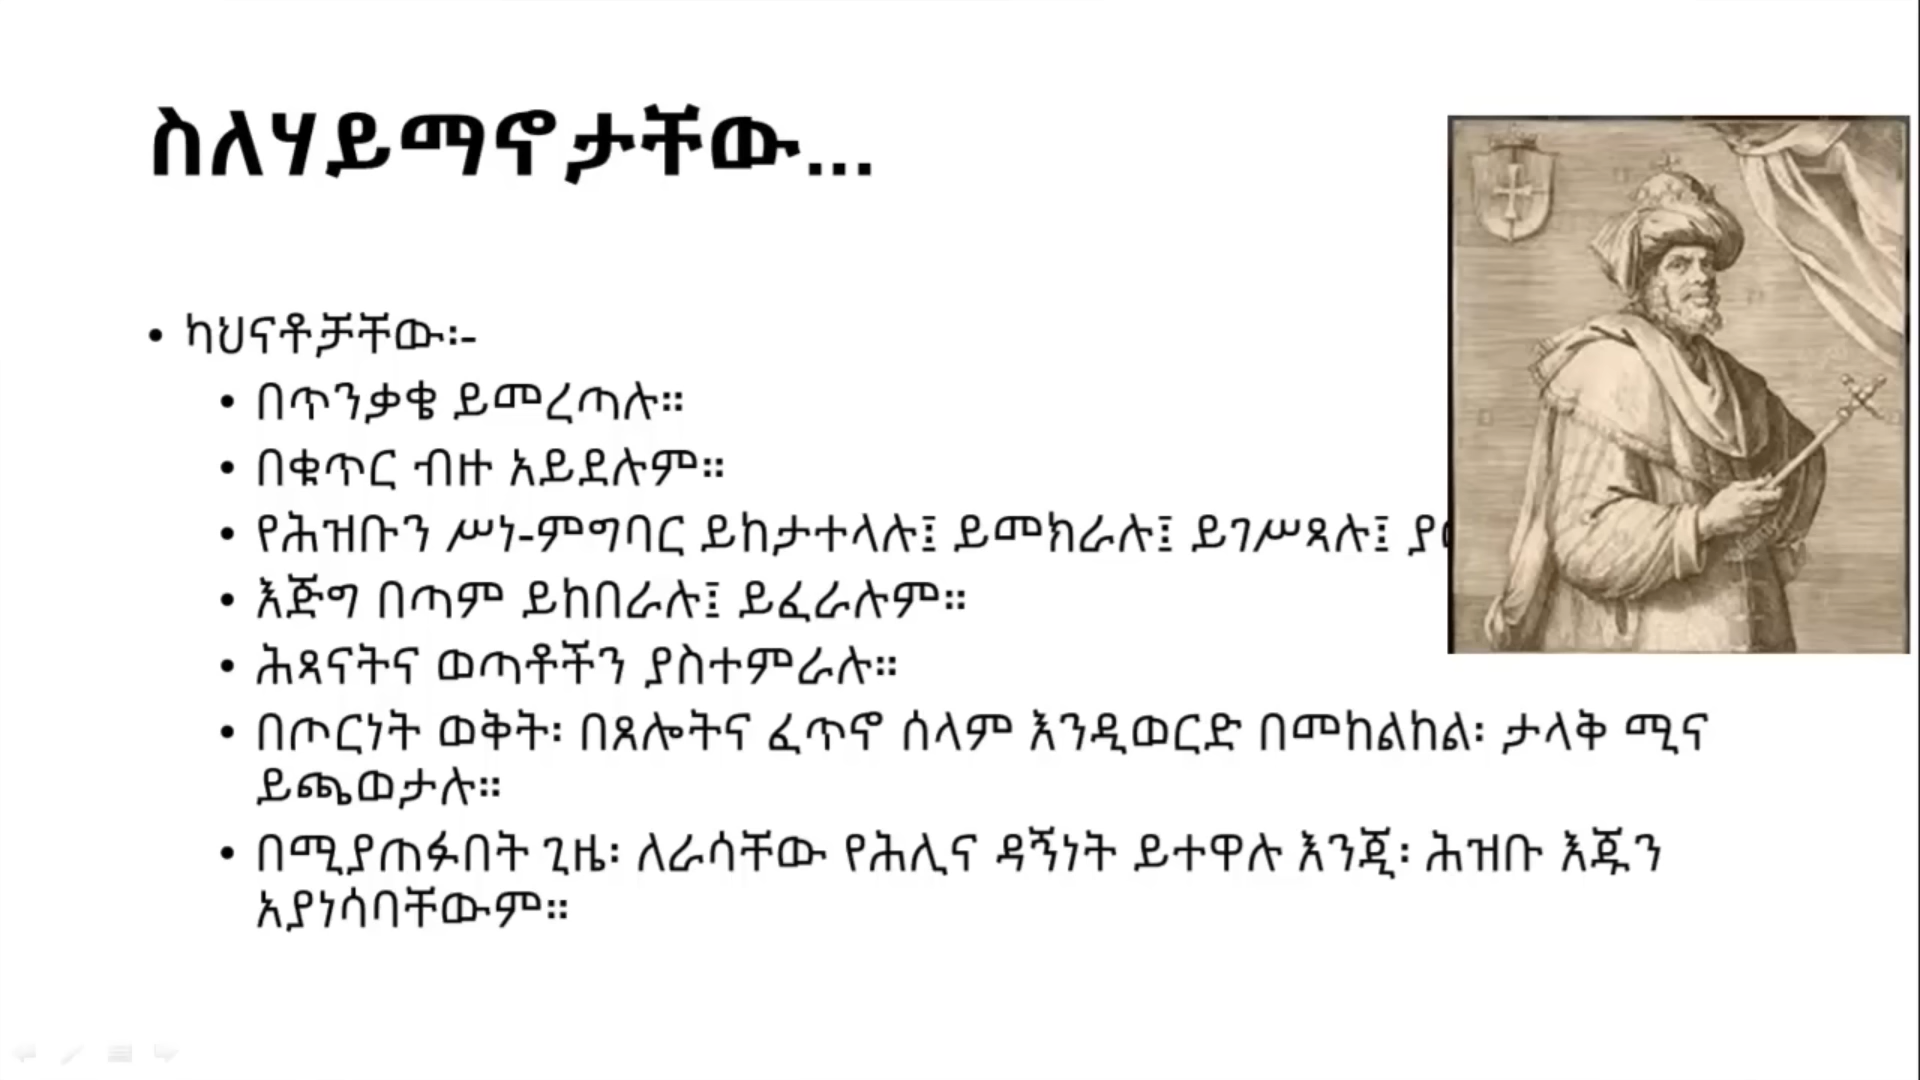 ስለሃይማኖታቸው...
• ካህናቶቻቸው፡-
• በጥንቃቄ ይመረጣሉ።
• በቁጥር ብዙ አይደሉም።
• የሕዝቡን ሥነ-ምግባር ይከታተላሉ፤ ይመክራሉ፤ ይገሥጻሉ፤
• እጅግ በጣም ይከበራሉ፤ ይፈራሉም።
• ሕጻናትና ወጣቶችን ያስተምራሉ።
• በጦርነት ወቅት፡ በጸሎትና ፈጥኖ ሰላም እንዲወርድ በመከልከል፡ ታላቅ ሚና
ይጫወታሉ።
• በሚያጠፉበት ጊዜ፡ ለራሳቸው የሕሊና ዳኝነት ይተዋሉ እንጂ፡ ሕዝቡ እጁን
አያነሳባቸውም።